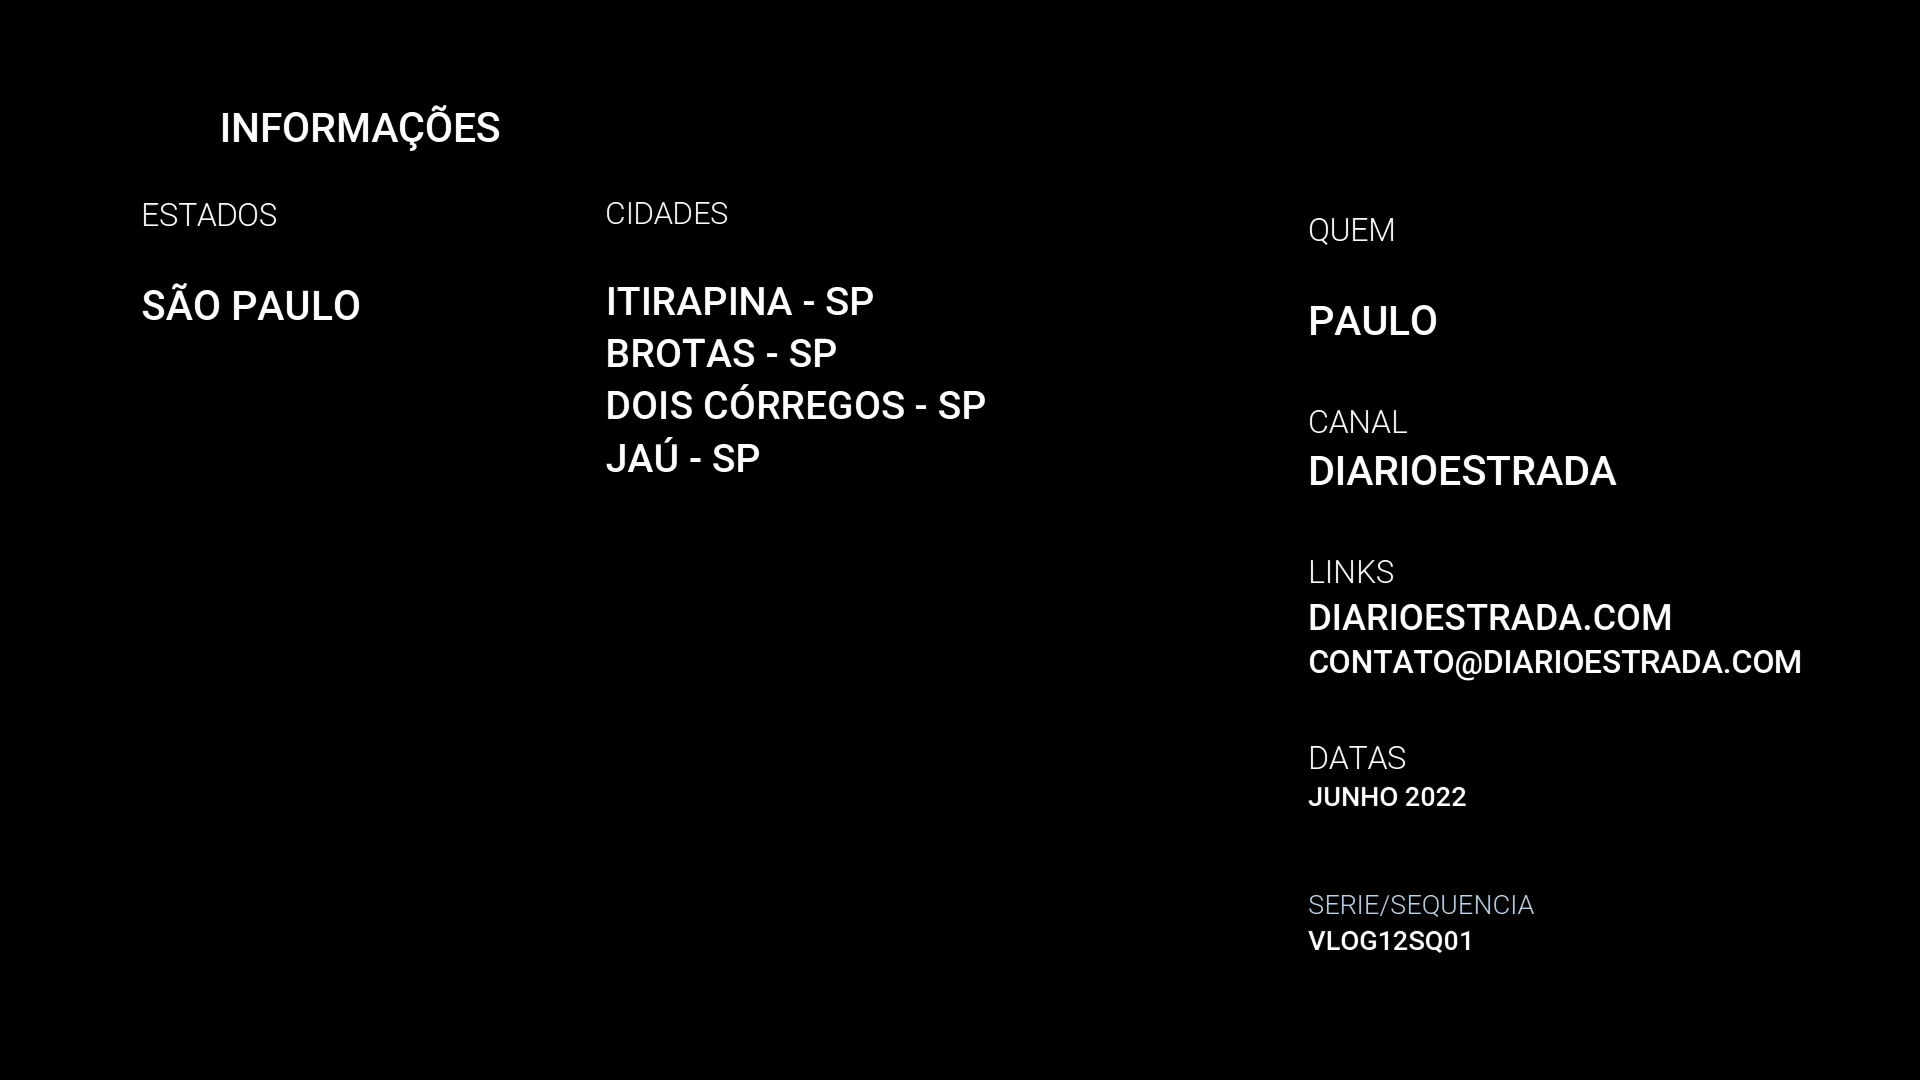 INFORMAÇÕES
ESTADOS
SÃO PAULO
CIDADES
ITIRAPINA - SP
BROTAS - SP
DOIS CÓRREGOS - SP
JAÚ - SP
QUEM
PAULO
CANAL
DIARIOESTRADA
LINKS
DIARIOESTRADA.COM
CONTATO@DIARIOESTRADA.COM
DATAS
JUNHO 2022
SERIE/SEQUENCIA
VLOG12SQ01